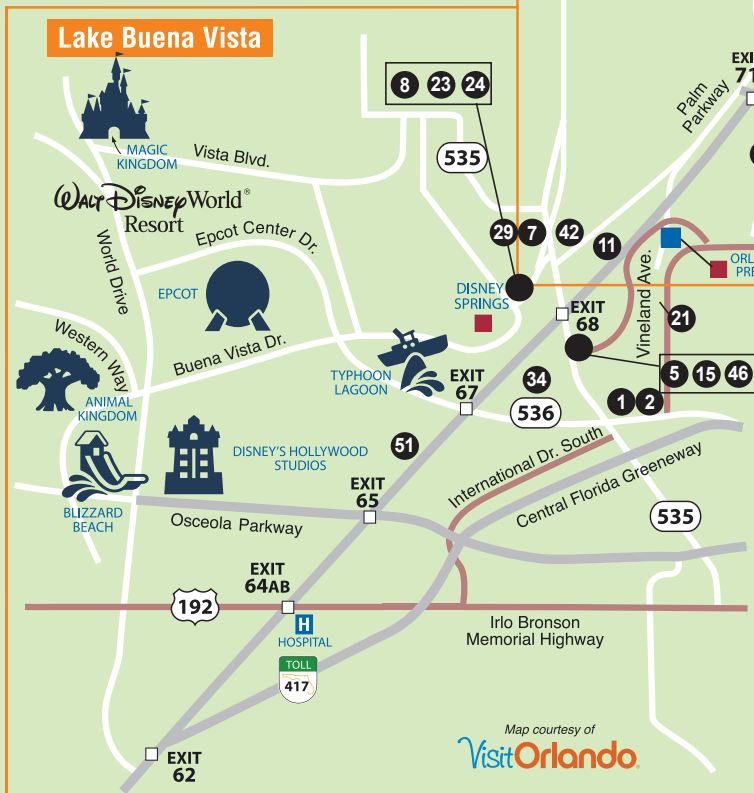 Lake Buena Vista
8 23 24
EXI
71
Palm
Parkway
MAGIC
KINGDOM
Vista Blvd.
535
WALT DISNEY World®
Resort
World Drive
Epcot Center Dr.
29 7 42
11
ORL
PRE
EPCOT
DISNEY
SPRINGS
EXIT
68
Vineland Ave.
21
Western
Way
Buena Vista Dr.
TYPHOON
LAGOON
EXIT
67
34
536
5 15 46
1 2
ANIMAL
KINGDOM
DISNEY'S HOLLYWOOD
STUDIOS
51
International Dr. South
Central Florida Greeneway
BLIZZARD
BEACH
EXIT
65
Osceola Parkway
535
EXIT
64AB
192
H
HOSPITAL
Irlo Bronson
Memorial Highway
TOLL
417
EXIT
62
Map courtesy of
Visit Orlando.